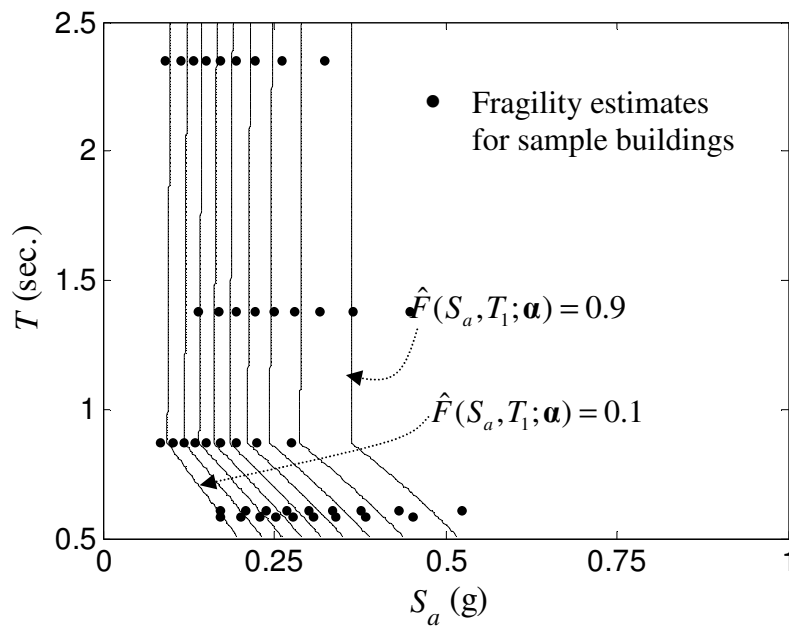 2.5
2
1.5
1
0.5
T (sec.)
Fragility estimates
for sample buildings
F̂(Sₐ,T₁;α)=0.9
F̂(Sₐ,T₁;α)=0.1
0
0.25
0.5
0.75
1
Sₐ (g)